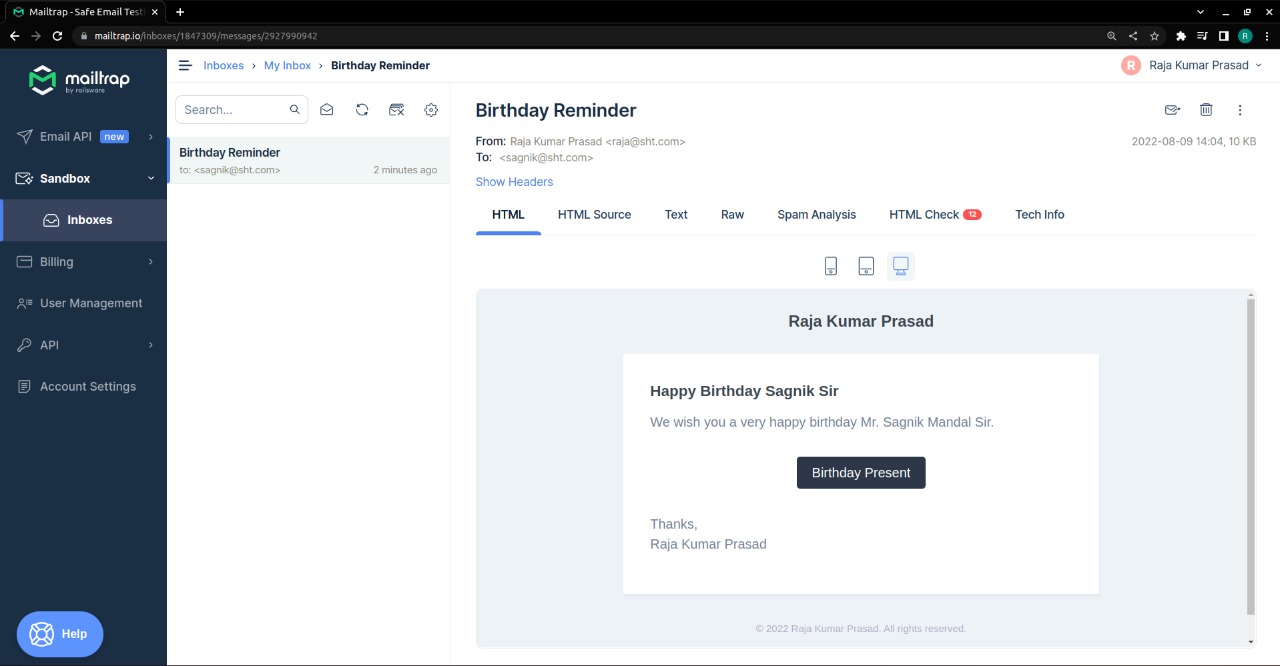 Mailtrap - Safe Email Testi
mailtrap.io/inboxes/1847309/messages/2927990942
R
mailtrap
by railsware
Inboxes › My Inbox › Birthday Reminder
R Raja Kumar Prasad
Email API new
Sandbox
Inboxes
Billing
User Management
API
Account Settings
Help
Search...
Birthday Reminder
to: <sagnik@sht.com> 2 minutes ago
Birthday Reminder
From: Raja Kumar Prasad <raja@sht.com>
2022-08-09 14:04, 10 KB
To: <sagnik@sht.com>
Show Headers
HTML HTML Source Text Raw Spam Analysis HTML Check 12 Tech Info
Raja Kumar Prasad
Happy Birthday Sagnik Sir
We wish you a very happy birthday Mr. Sagnik Mandal Sir.
Birthday Present
Thanks,
Raja Kumar Prasad
© 2022 Raja Kumar Prasad. All rights reserved.